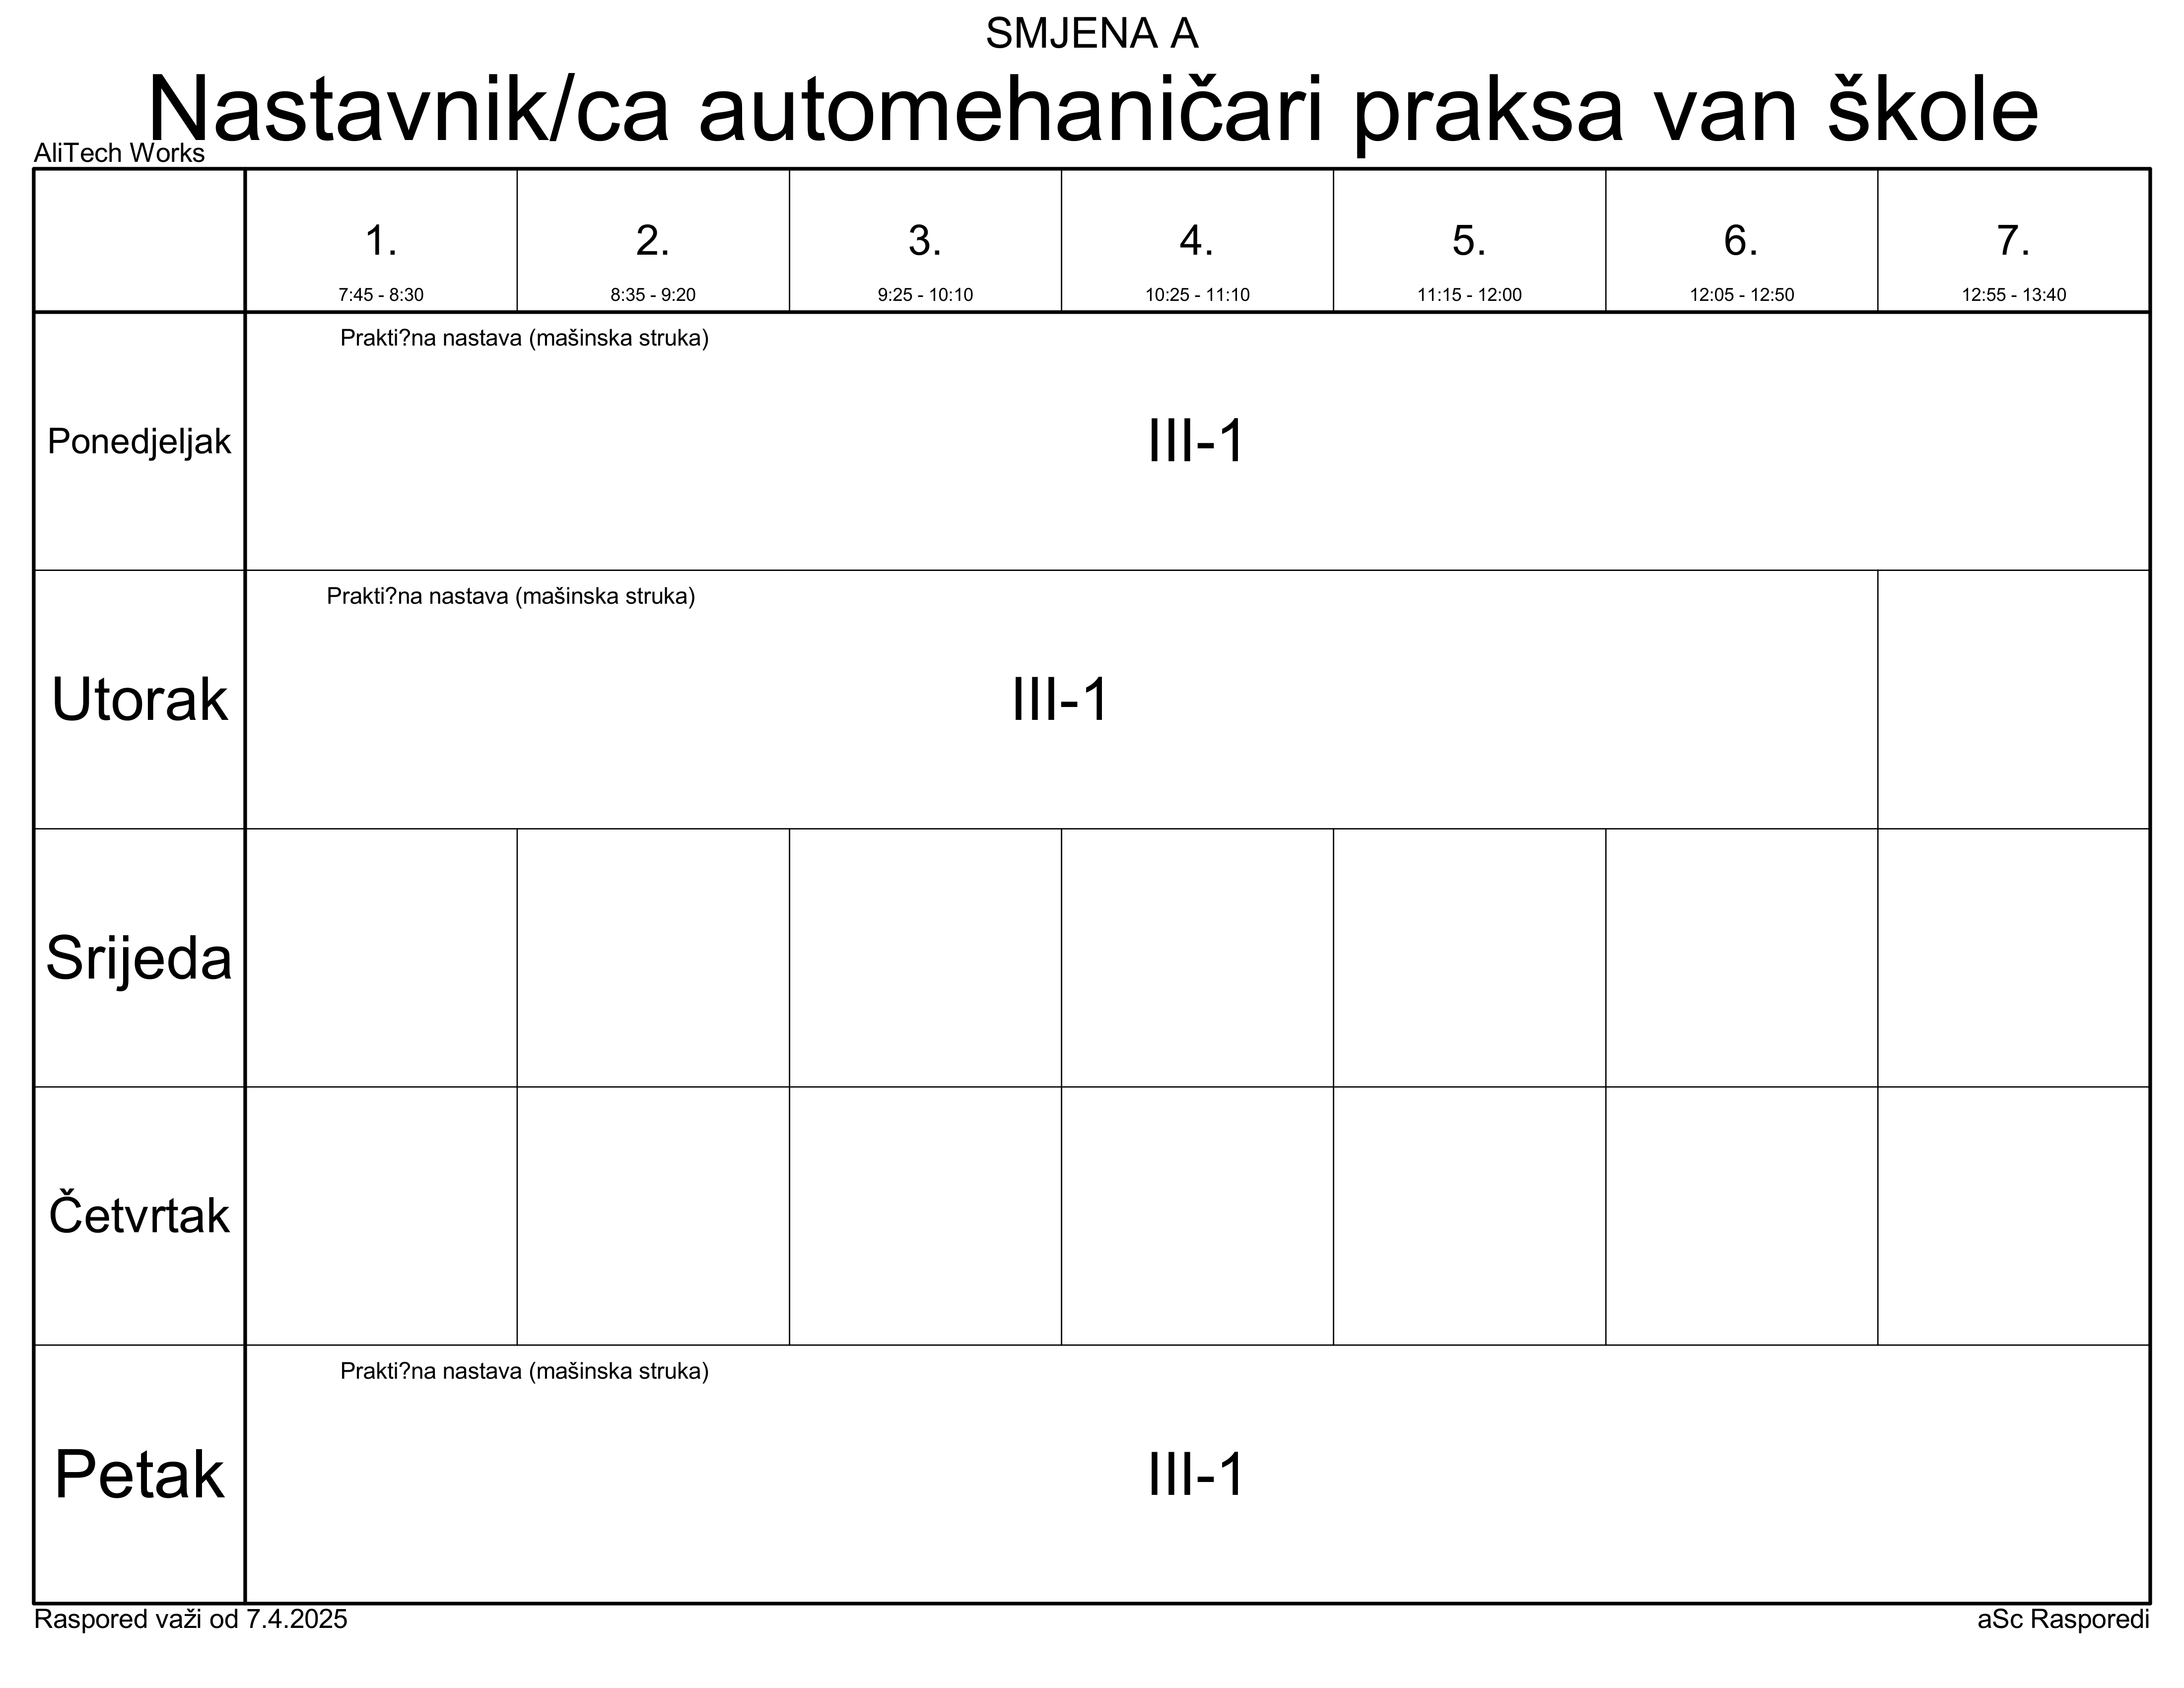 SMJENA A
Nastavnik/ca automehaničari praksa van škole
AliTech Works
1. 2. 3. 4. 5. 6. 7.
7:45 - 8:30 8:35 - 9:20 9:25 - 10:10 10:25 - 11:10 11:15 - 12:00 12:05 - 12:50 12:55 - 13:40
Prakti?na nastava (mašinska struka)
Ponedjeljak III-1
Prakti?na nastava (mašinska struka)
Utorak III-1
Srijeda
Četvrtak
Prakti?na nastava (mašinska struka)
Petak III-1
Raspored važi od 7.4.2025 aSc Rasporedi